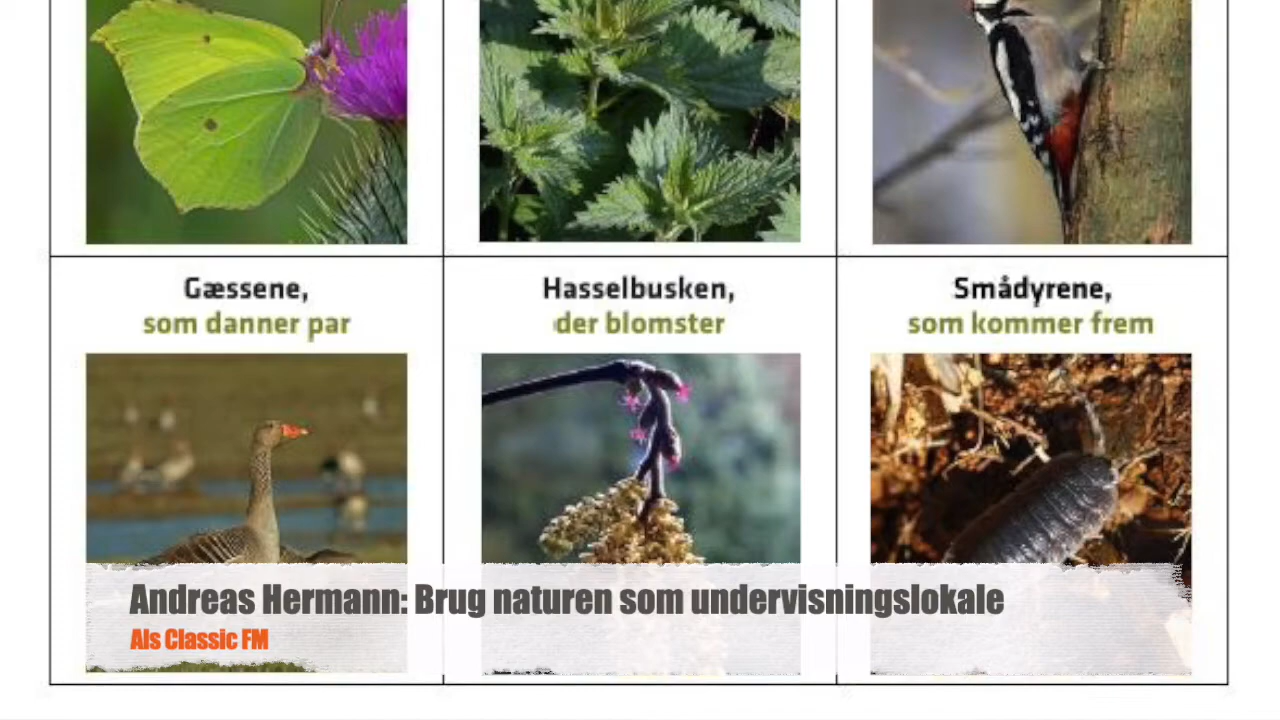 Gæssene,
som danner par
Hasselbusken,
der blomster
Smådyrene,
som kommer frem
Andreas Hermann: Brug naturen som undervisningslokale
Als Classic FM